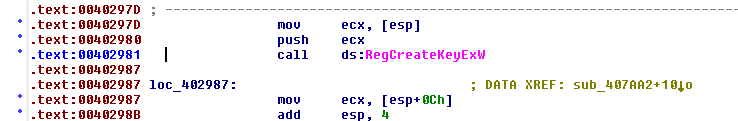 .text:0040297D ; ---------------------------------------------------------------------------
.text:0040297D mov ecx, [esp]
.text:00402980 push ecx
.text:00402981 call ds:RegCreateKeyExW
.text:00402987
.text:00402987 loc_402987: ; DATA XREF: sub_407AA2+10↓o
.text:00402987 mov ecx, [esp+0Ch]
.text:0040298B add esp, 4